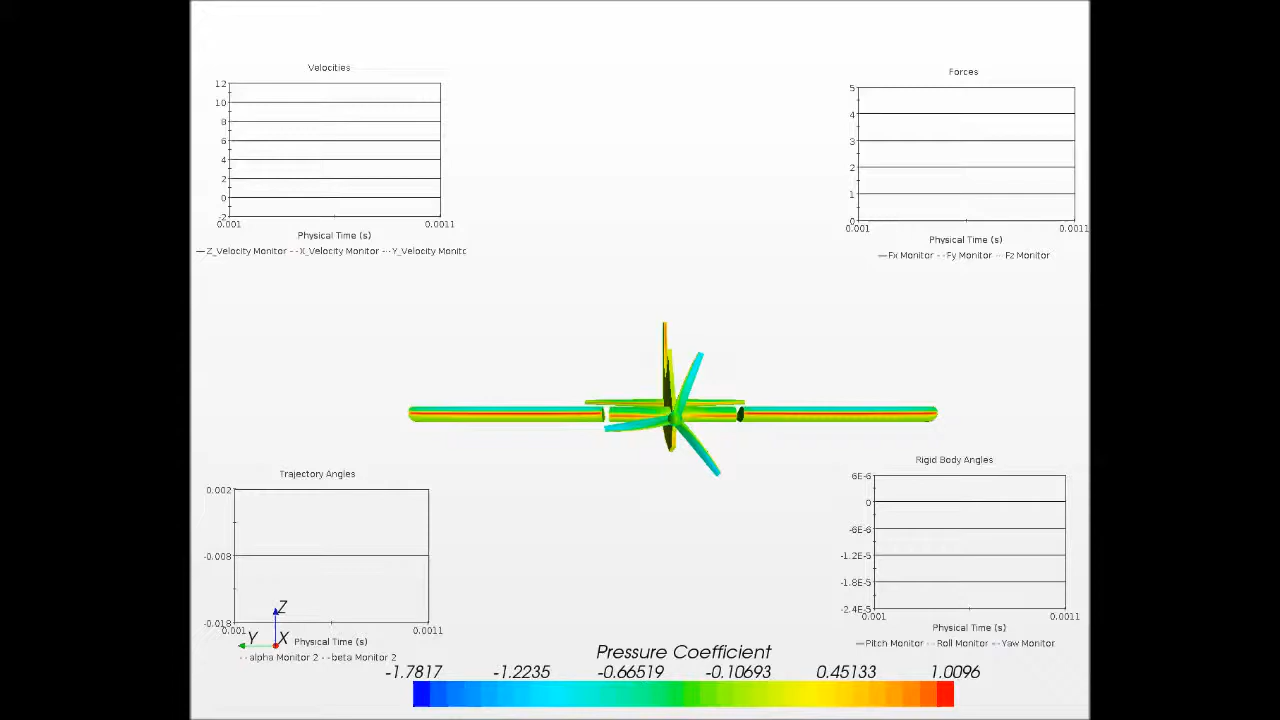 Velocities
12
10
8
6
4
2
0
-2
0.001 0.0011
Physical Time (s)
Z_Velocity Monitor X_Velocity Monitor Y_Velocity Monitc
Forces
5
4
3
2
1
0
0.001 0.0011
Physical Time (s)
Fx Monitor Fy Monitor Fz Monitor
Trajectory Angles
0.002
-0.008
-0.018
0.001 0.0011
Physical Time (s)
alpha Monitor 2 beta Monitor 2
Z
Y X
Rigid Body Angles
6E-6
0
-6E-6
-1.2E-5
-1.8E-5
-2.4E-5
0.001 0.0011
Physical Time (s)
Pitch Monitor Roll Monitor Yaw Monitor
Pressure Coefficient
-1.7817 -1.2235 -0.66519 -0.10693 0.45133 1.0096